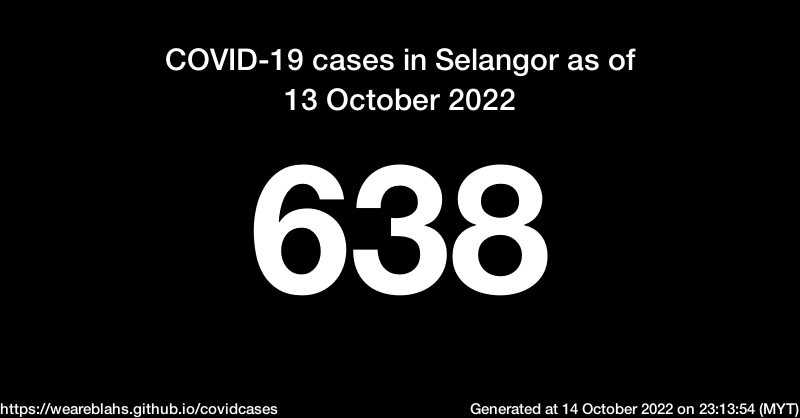 COVID-19 cases in Selangor as of
13 October 2022
638
https://weareblahs.github.io/covidcases
Generated at 14 October 2022 on 23:13:54 (MYT)